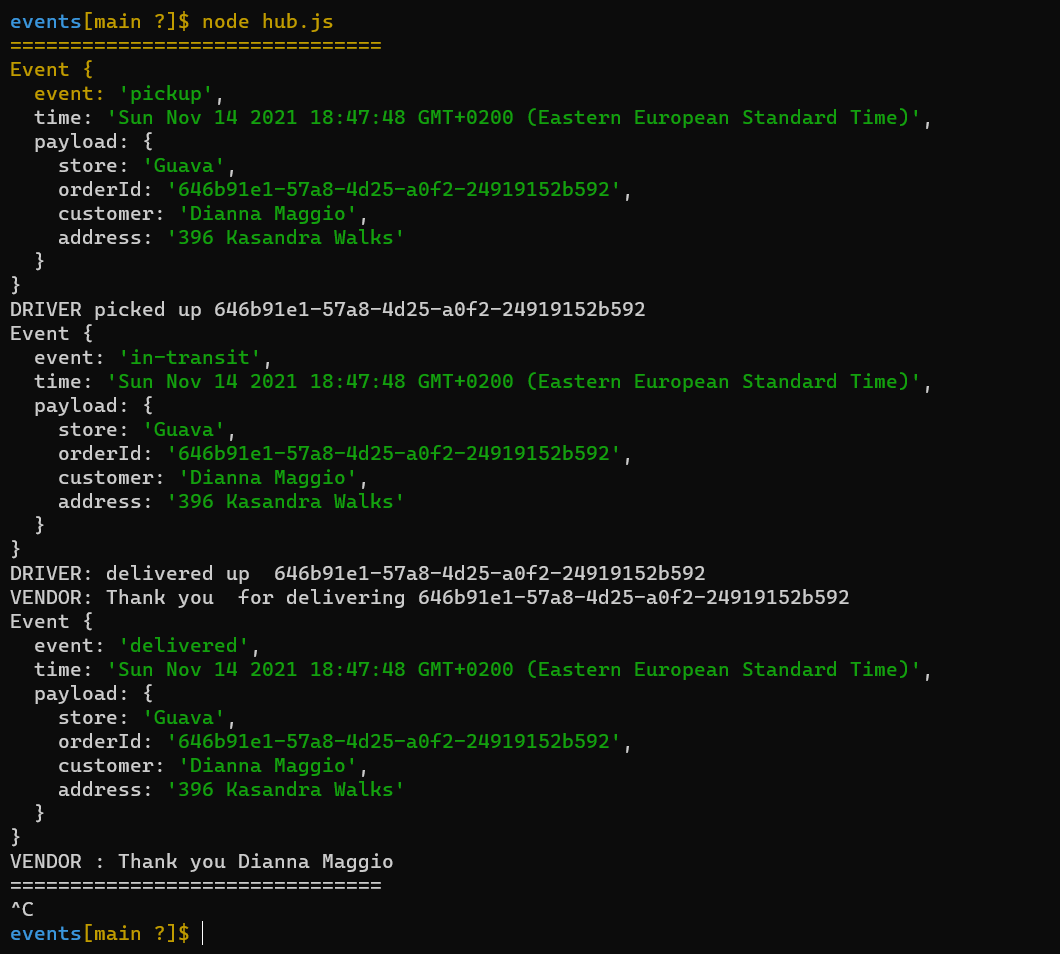 events[main ?]$ node hub.js
===============================
Event {
  event: 'pickup',
  time: 'Sun Nov 14 2021 18:47:48 GMT+0200 (Eastern European Standard Time)',
  payload: {
    store: 'Guava',
    orderId: '646b91e1-57a8-4d25-a0f2-24919152b592',
    customer: 'Dianna Maggio',
    address: '396 Kasandra Walks'
  }
}
DRIVER picked up 646b91e1-57a8-4d25-a0f2-24919152b592
Event {
  event: 'in-transit',
  time: 'Sun Nov 14 2021 18:47:48 GMT+0200 (Eastern European Standard Time)',
  payload: {
    store: 'Guava',
    orderId: '646b91e1-57a8-4d25-a0f2-24919152b592',
    customer: 'Dianna Maggio',
    address: '396 Kasandra Walks'
  }
}
DRIVER: delivered up  646b91e1-57a8-4d25-a0f2-24919152b592
VENDOR: Thank you  for delivering 646b91e1-57a8-4d25-a0f2-24919152b592
Event {
  event: 'delivered',
  time: 'Sun Nov 14 2021 18:47:48 GMT+0200 (Eastern European Standard Time)',
  payload: {
    store: 'Guava',
    orderId: '646b91e1-57a8-4d25-a0f2-24919152b592',
    customer: 'Dianna Maggio',
    address: '396 Kasandra Walks'
  }
}
VENDOR : Thank you Dianna Maggio
===============================
^C
events[main ?]$